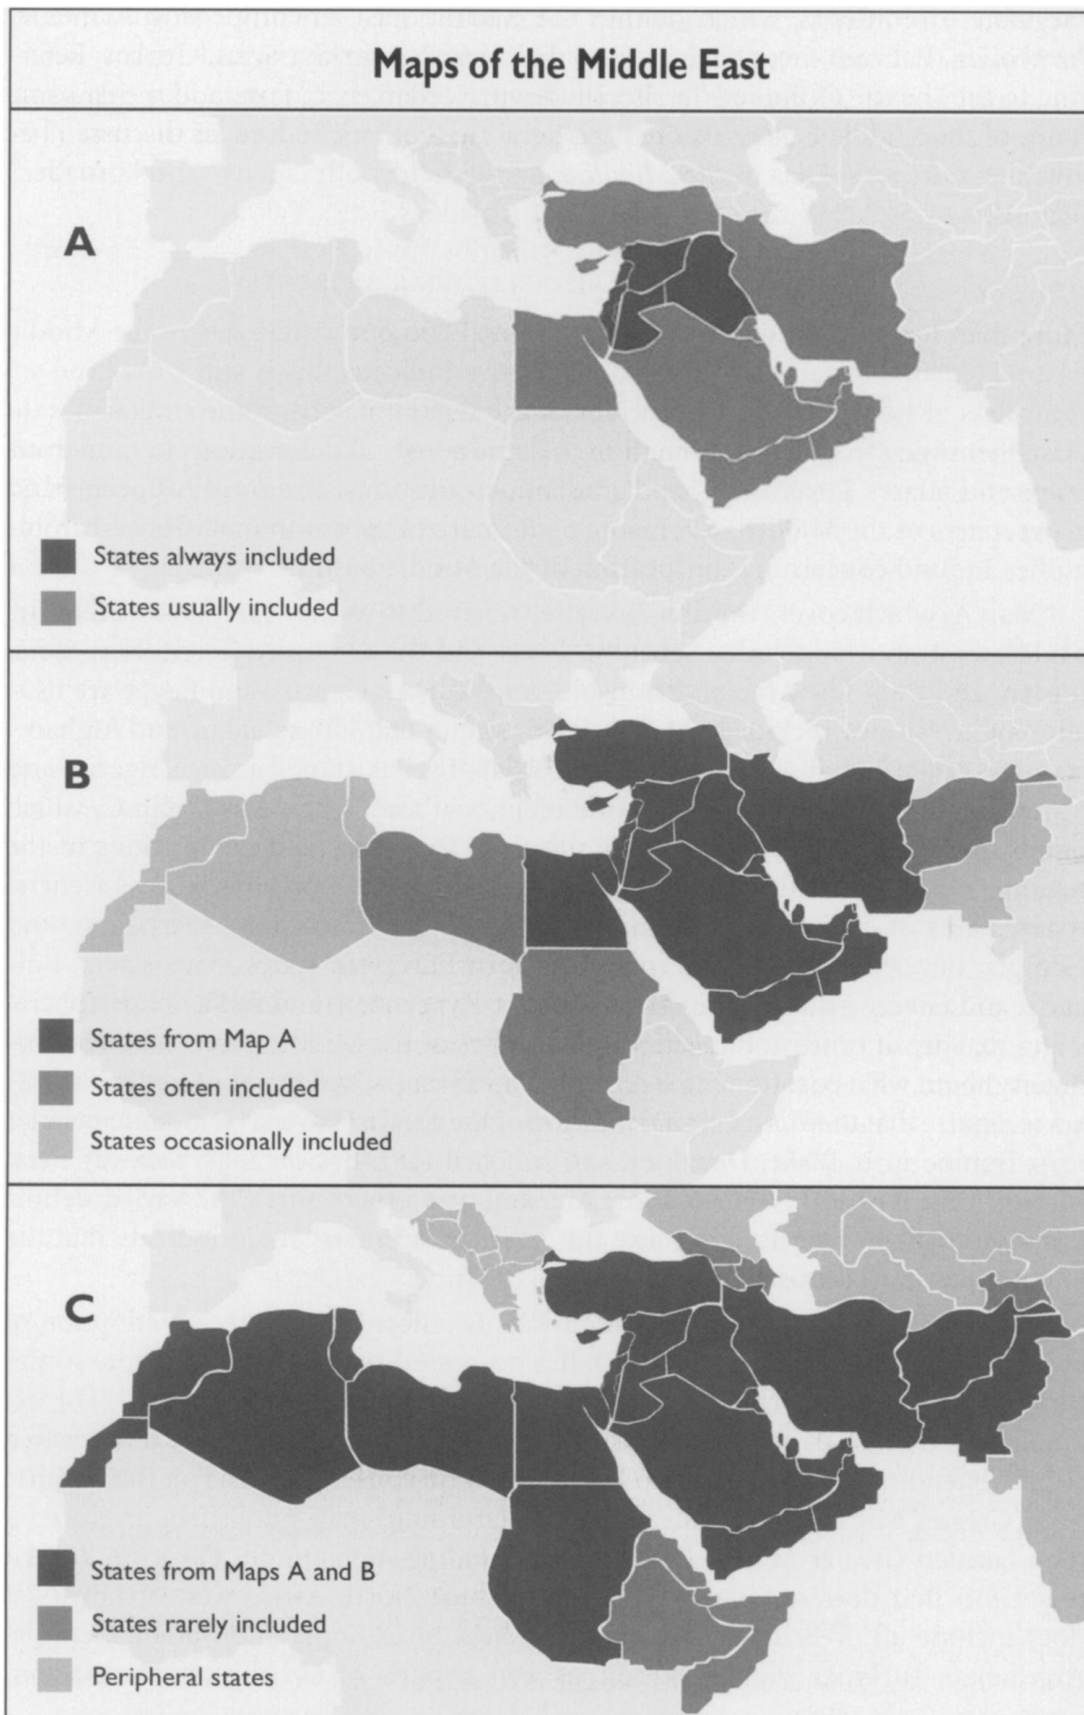 Maps of the Middle East
A
States always included
States usually included
B
States from Map A
States often included
States occasionally included
C
States from Maps A and B
States rarely included
Peripheral states